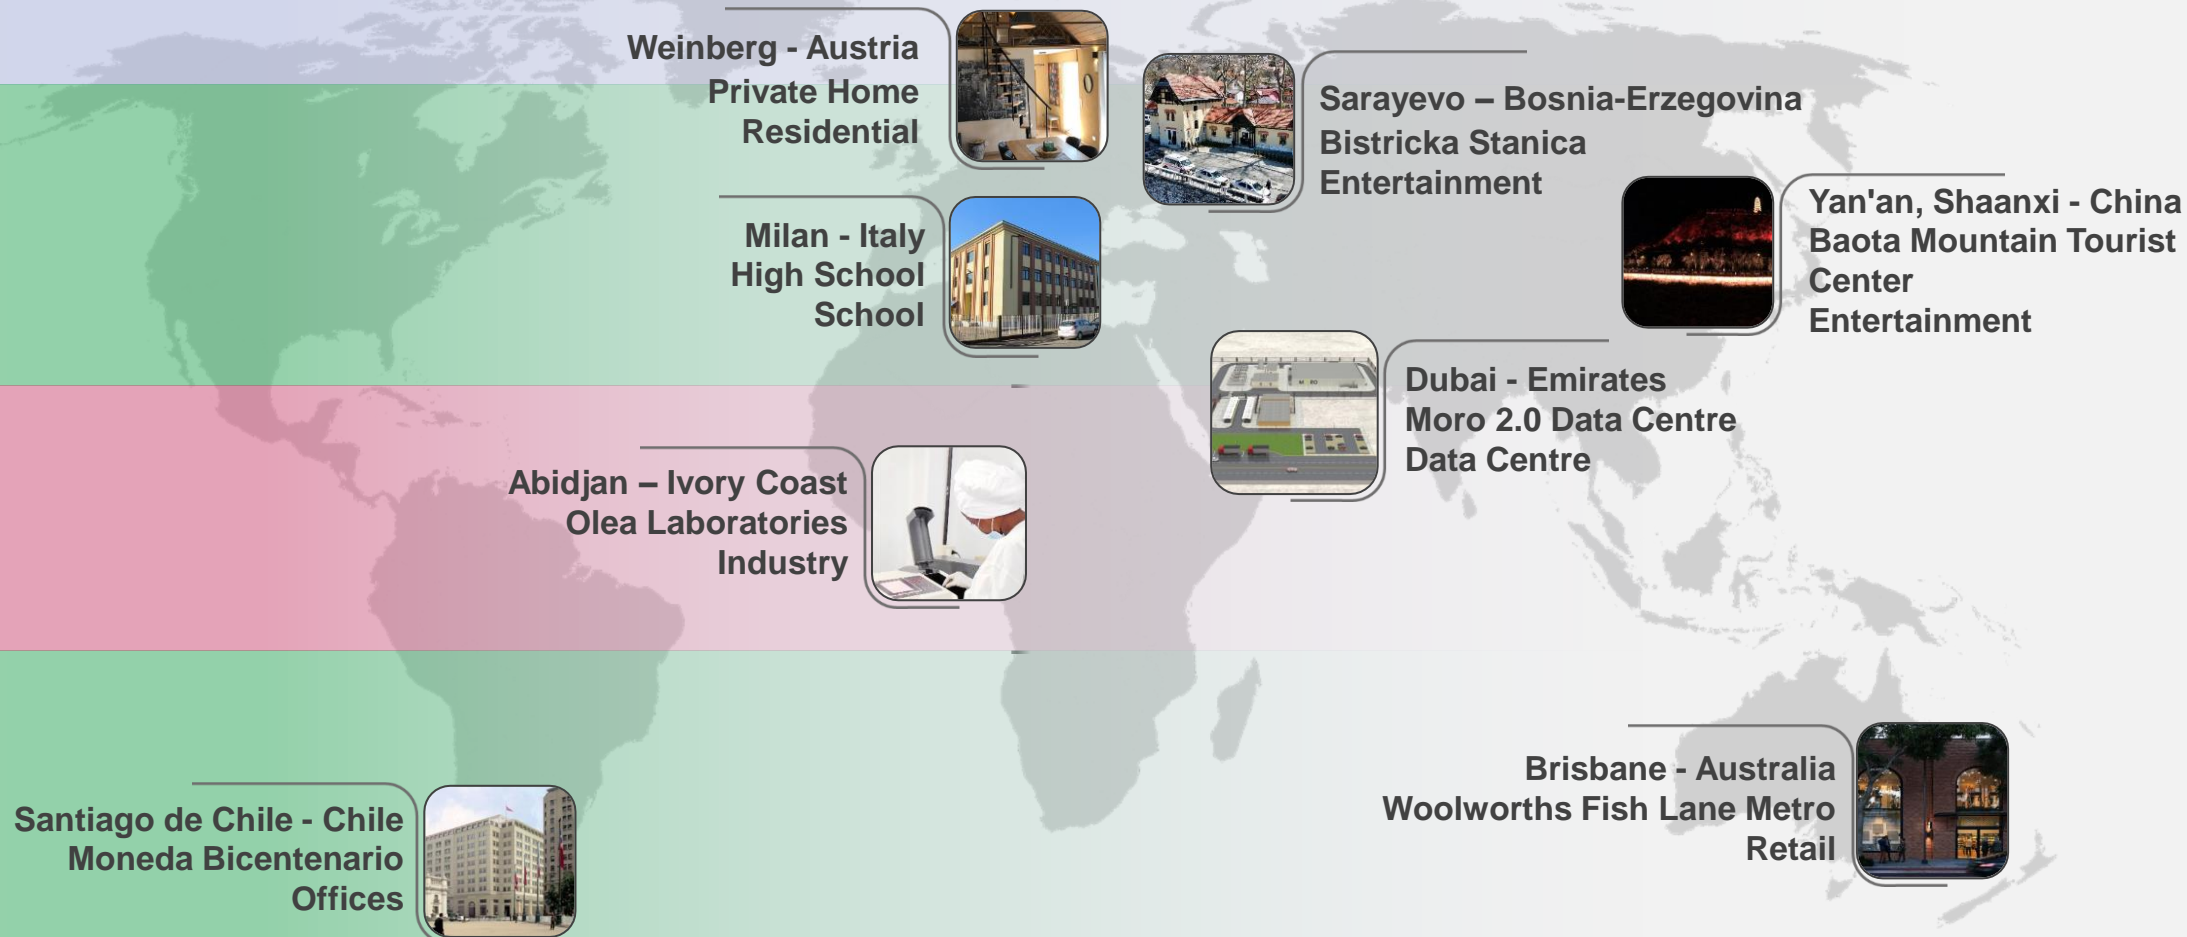 Weinberg - Austria
Private Home
Residential
Sarayevo – Bosnia-Erzegovina
Bistricka Stanica
Entertainment
Yan'an, Shaanxi - China
Baota Mountain Tourist
Center
Entertainment
Milan - Italy
High School
School
Dubai - Emirates
Moro 2.0 Data Centre
Data Centre
Abidjan – Ivory Coast
Olea Laboratories
Industry
Brisbane - Australia
Woolworths Fish Lane Metro
Retail
Santiago de Chile - Chile
Moneda Bicentenario
Offices